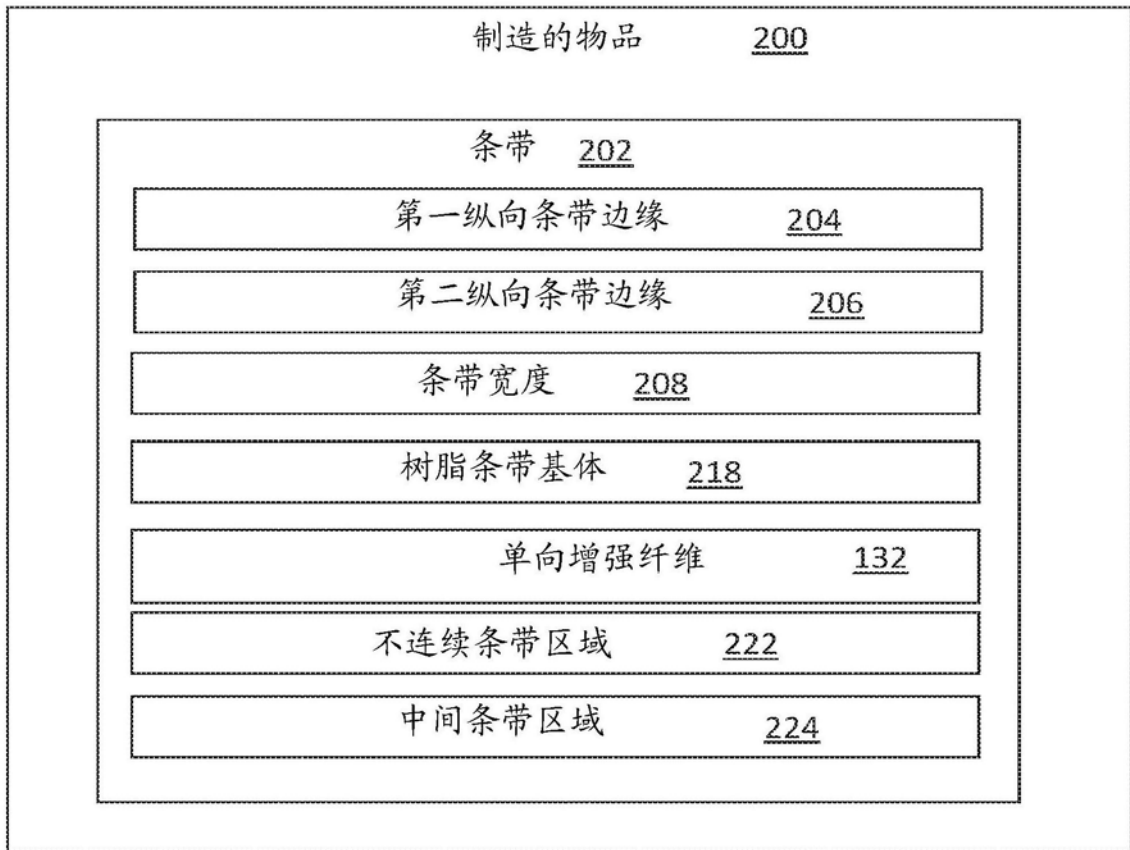 制造的物品 200
条带 202
第一纵向条带边缘 204
第二纵向条带边缘 206
条带宽度 208
树脂条带基体 218
单向增强纤维 132
不连续条带区域 222
中间条带区域 224